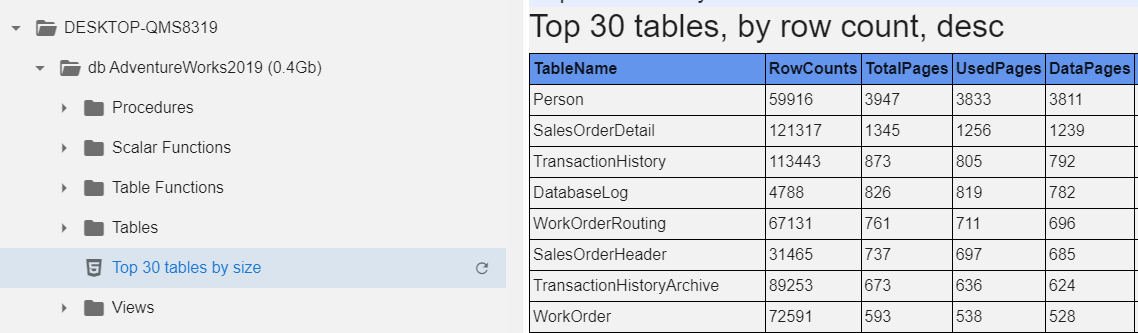 DESKTOP-QMS8319
db AdventureWorks2019 (0.4Gb)
Procedures
Scalar Functions
Table Functions
Tables
Top 30 tables by size
Views
Top 30 tables, by row count, desc
TableName RowCounts TotalPages UsedPages DataPages
Person 59916 3947 3833 3811
SalesOrderDetail 121317 1345 1256 1239
TransactionHistory 113443 873 805 792
DatabaseLog 4788 826 819 782
WorkOrderRouting 67131 761 711 696
SalesOrderHeader 31465 737 697 685
TransactionHistoryArchive 89253 673 636 624
WorkOrder 72591 593 538 528